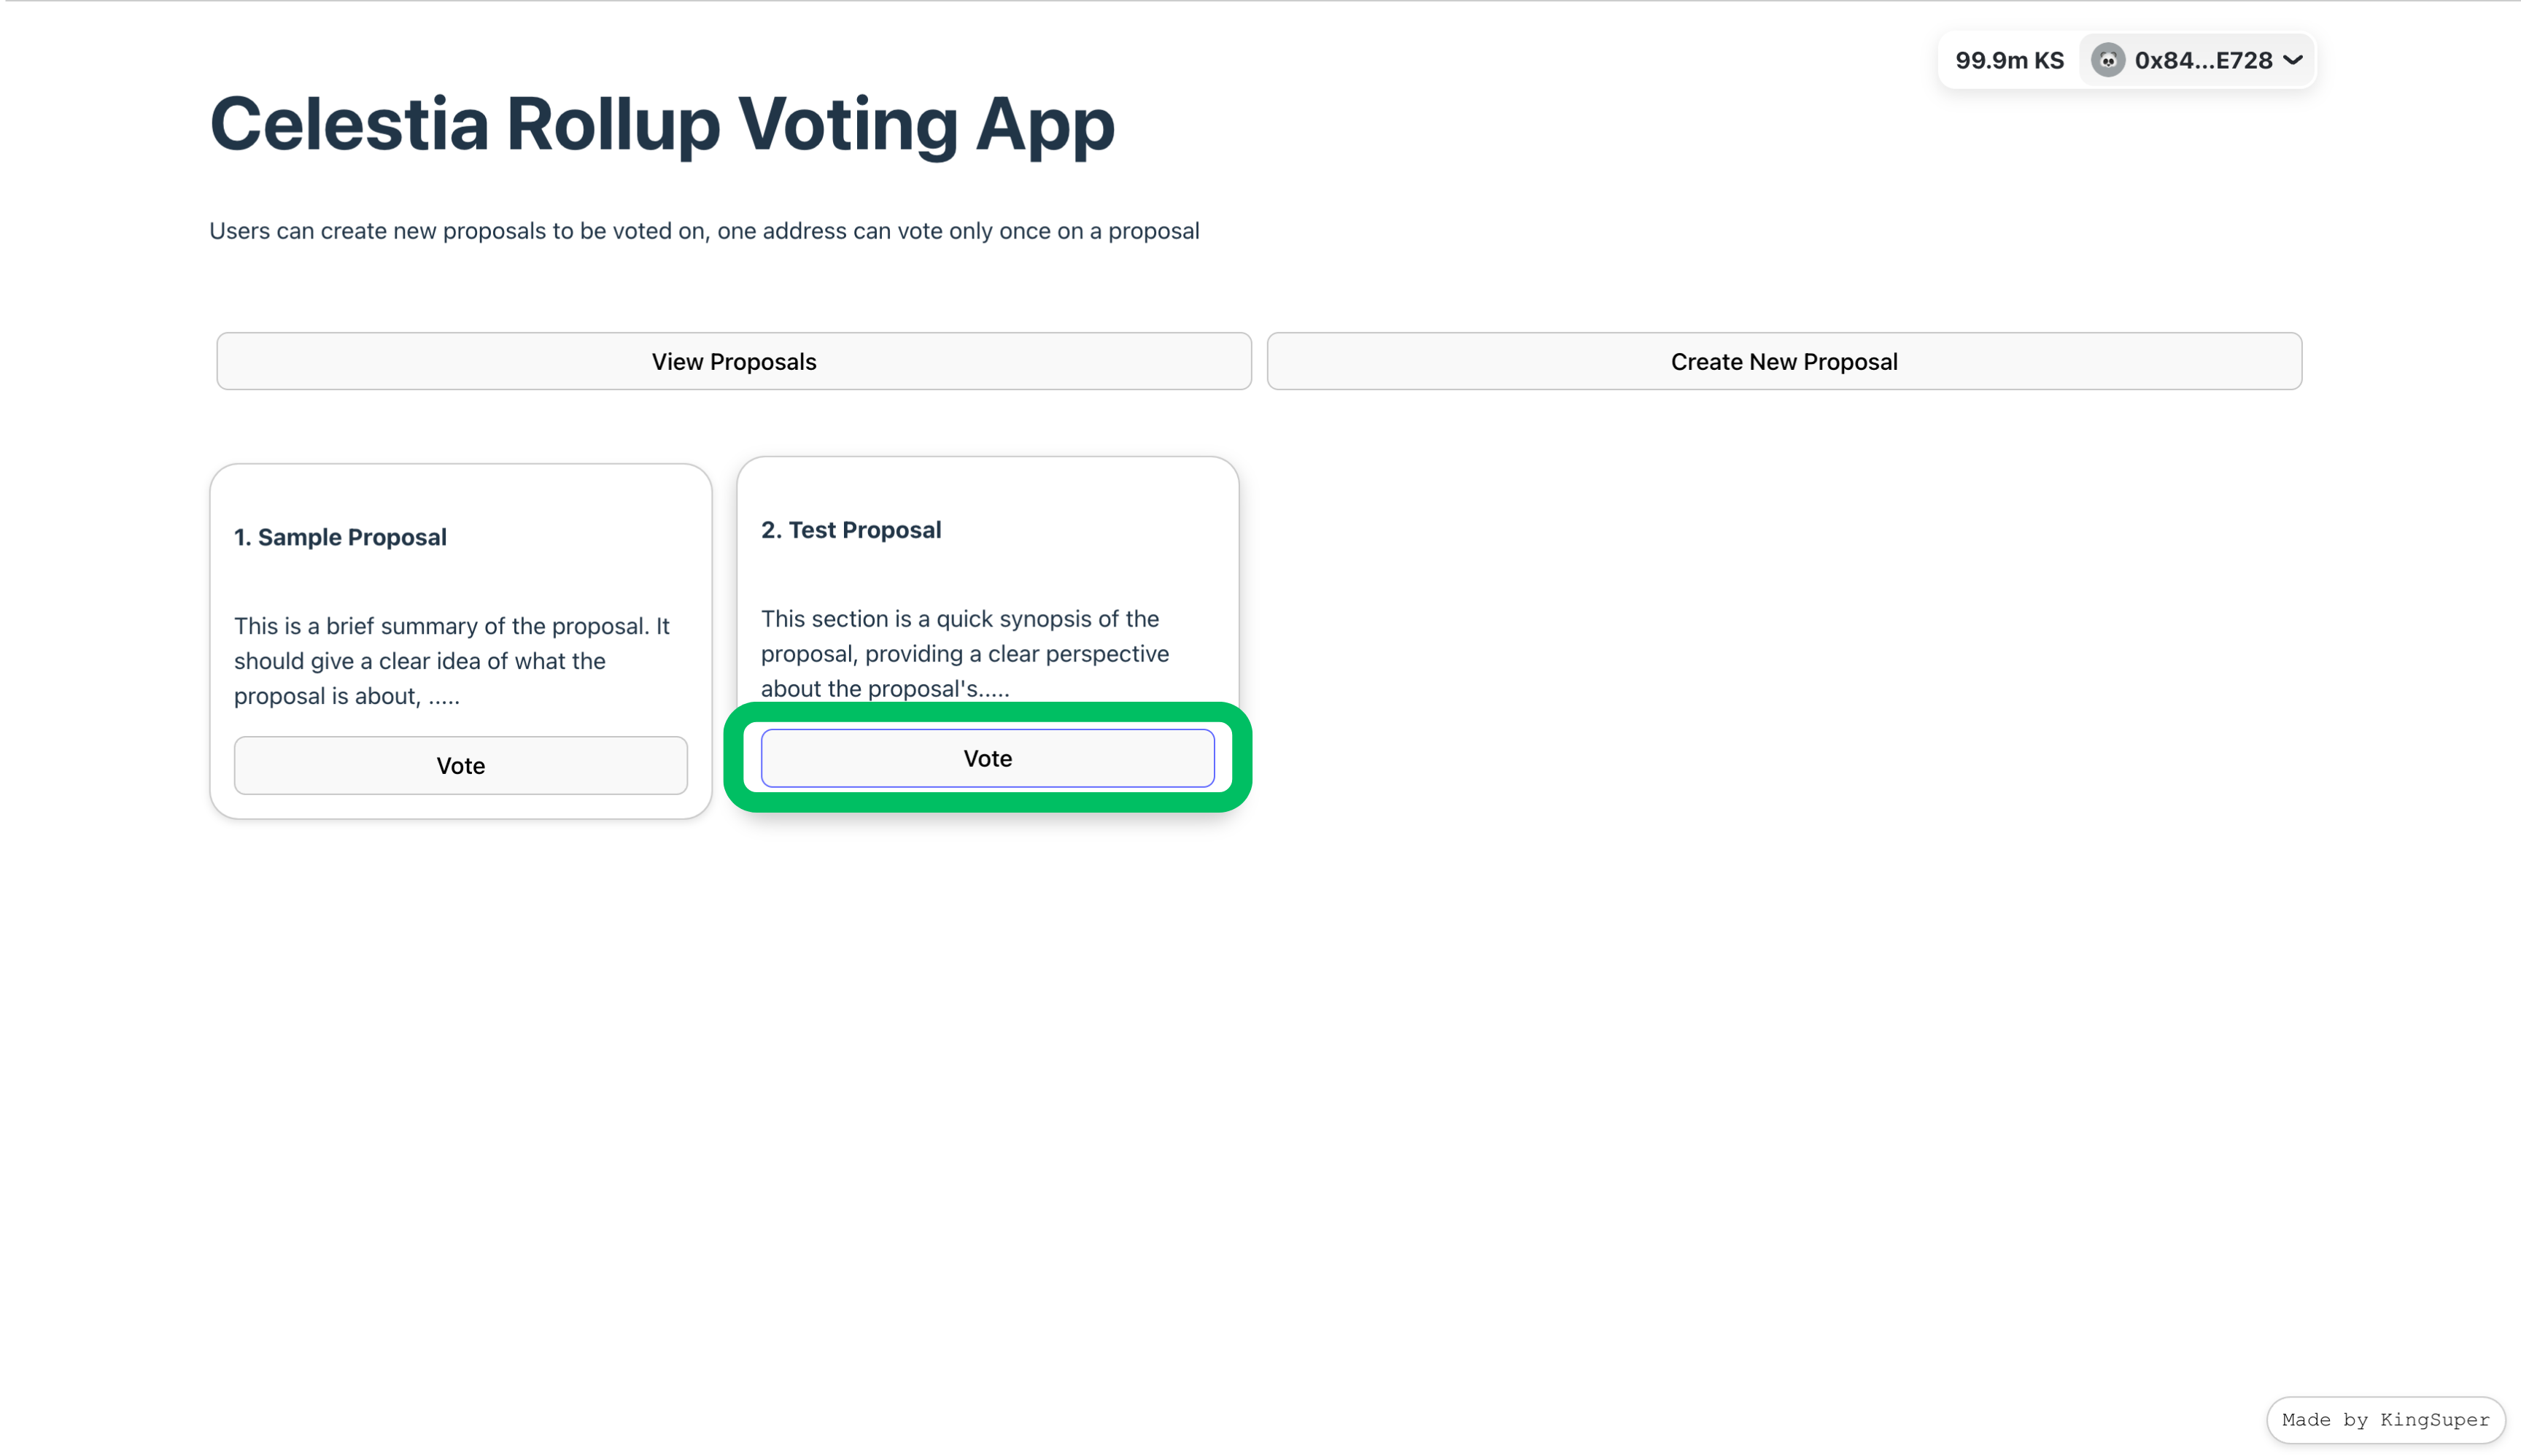 99.9m KS 0x84...E728
Celestia Rollup Voting App
Users can create new proposals to be voted on, one address can vote only once on a proposal
View Proposals
Create New Proposal
1. Sample Proposal
This is a brief summary of the proposal. It
should give a clear idea of what the
proposal is about, .....
Vote
2. Test Proposal
This section is a quick synopsis of the
proposal, providing a clear perspective
about the proposal's.....
Vote
Made by KingSuper